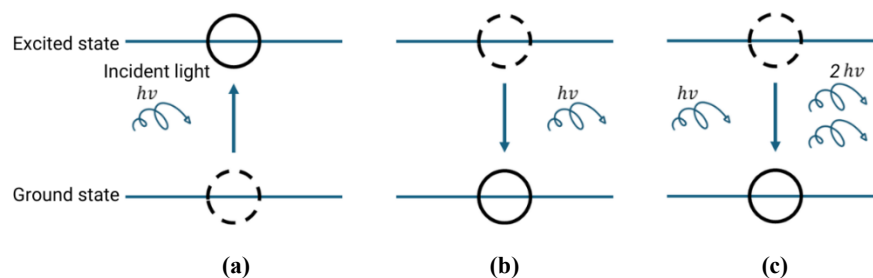 Excited state
Incident light
hν
hν
hν
2 hν
Ground state
(a)
(b)
(c)